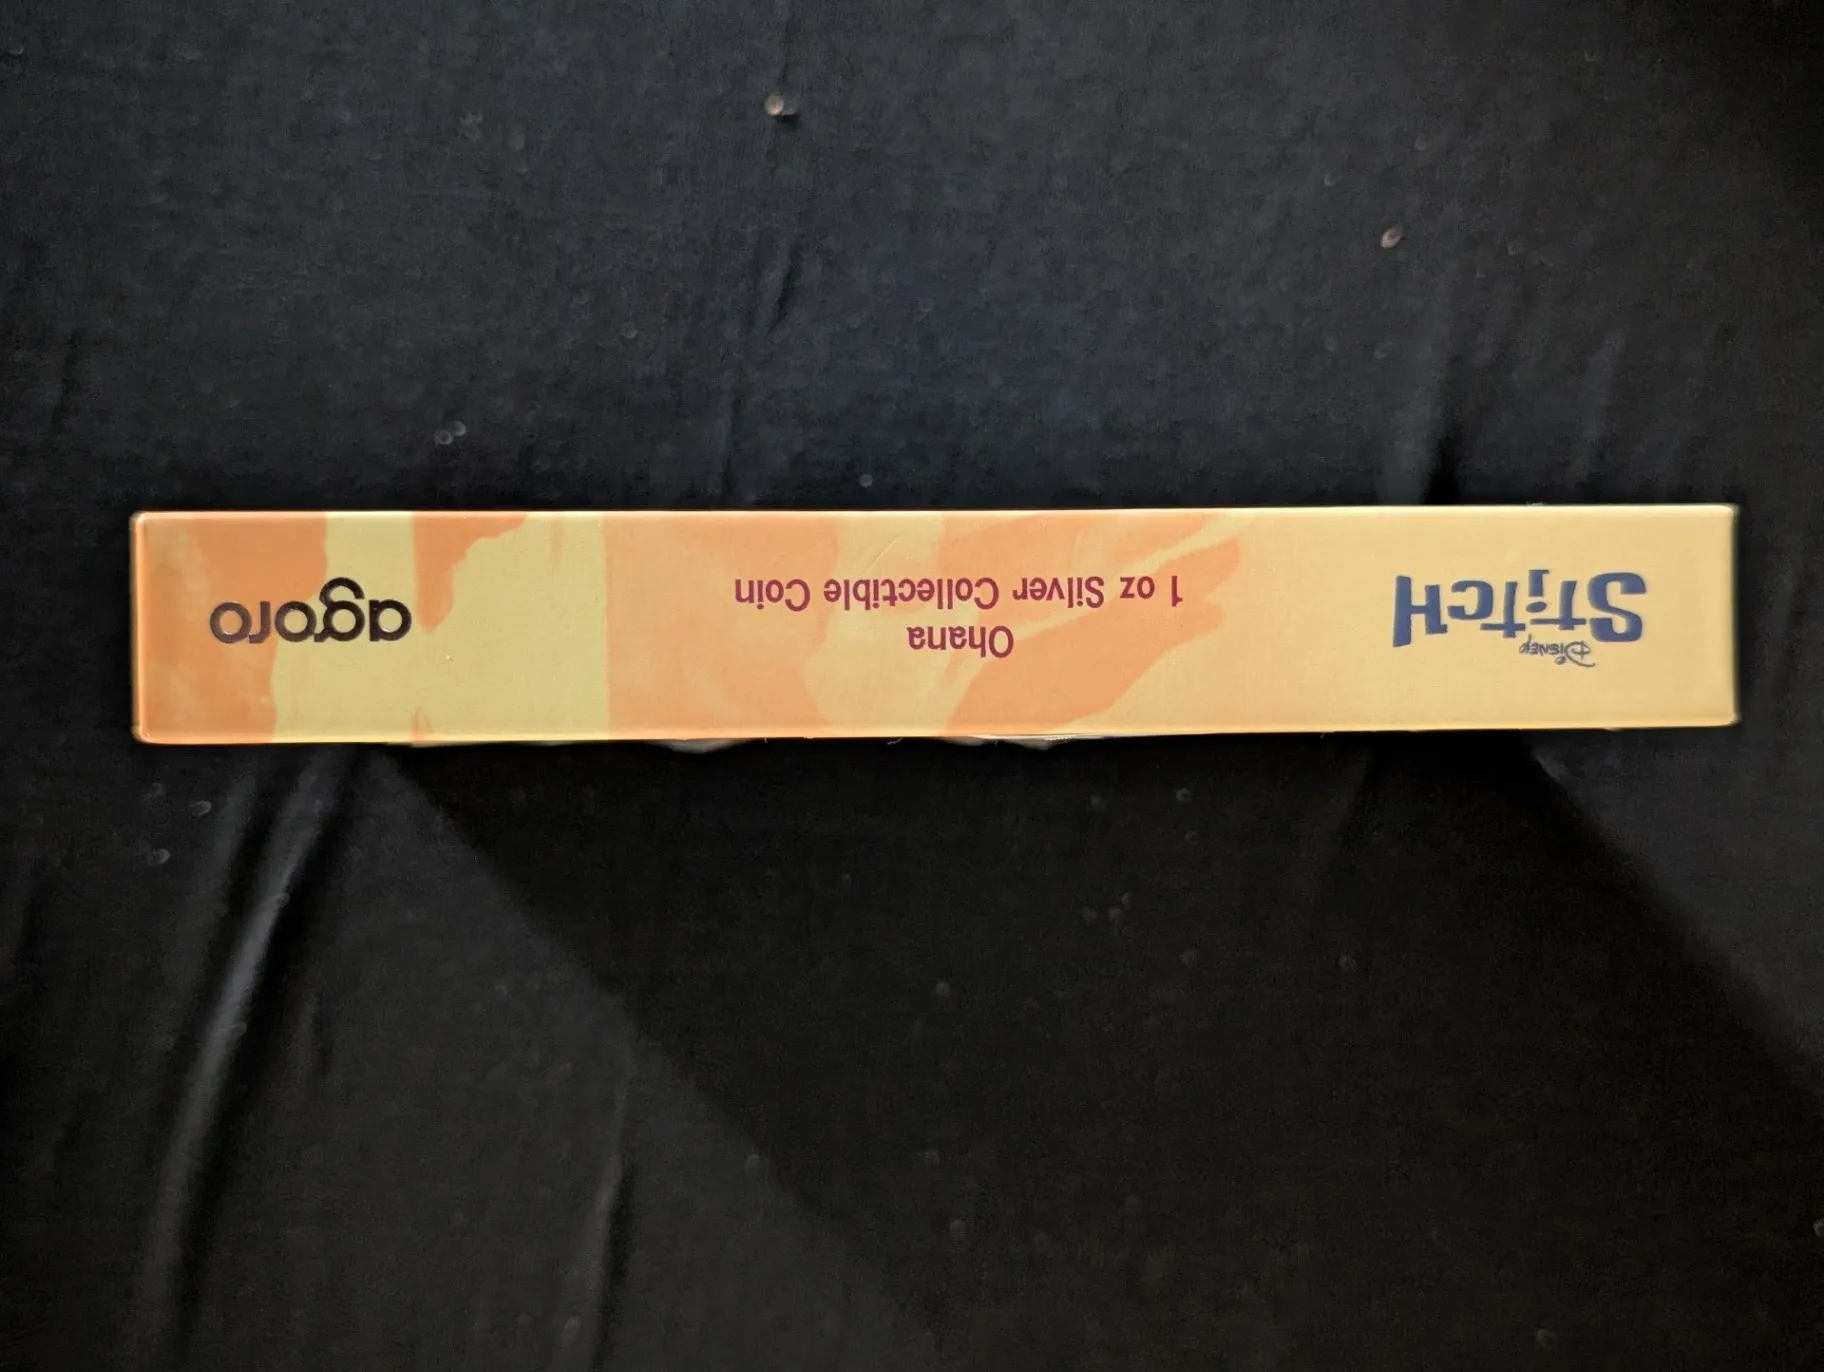 Disney
Stitch
Ohana
1 oz Silver Collectible Coin
agoro